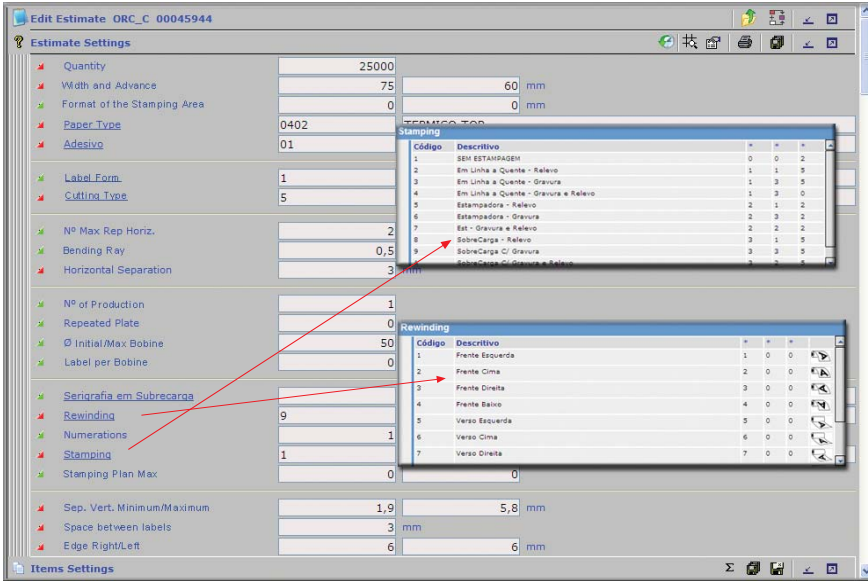 Edit Estimate ORC_C 00045944
Estimate Settings
Quantity 25000
Width and Advance 75 60 mm
Format of the Stamping Area 0 0 mm
Paper Type 0402 TERMICO TOP
Adesivo 01
Label Form. 1
Cutting Type 5
Nº Max Rep Horiz. 2
Bending Ray 0,5
Horizontal Separation 3 mm
Nº of Production 1
Repeated Plate 0
Ø Initial/Max Bobine 50
Label per Bobine 0
Serigrafia em Subrecarga
Rewinding 9
Numerations 1
Stamping 1
Stamping Plan Max 0 0
Sep. Vert. Minimum/Maximum 1,9 5,8 mm
Space between labels 3 mm
Edge Right/Left 6 6 mm
Items Settings Σ
Stamping
Código Descritivo * * *
1 SEM ESTAMPAGEM 0 0 2
2 Em Linha a Quente - Relevo 1 1 5
3 Em Linha a Quente - Gravura 1 3 5
4 Em Linha a Quente - Gravura e Relevo 1 3 0
5 Estampadora - Relevo 2 1 2
6 Estampadora - Gravura 2 3 2
7 Est - Gravura e Relevo 2 2 2
8 SobreCarga - Relevo 3 1 5
9 SobreCarga C/ Gravura 3 3 5
SobreCarga C/ Gravura e Relevo 3 2 5
Rewinding
Código Descritivo * * *
1 Frente Esquerda 1 0 0
2 Frente Cima 2 0 0
3 Frente Direita 3 0 0
4 Frente Baixo 4 0 0
5 Verso Esquerda 5 0 0
6 Verso Cima 6 0 0
7 Verso Direita 7 0 0